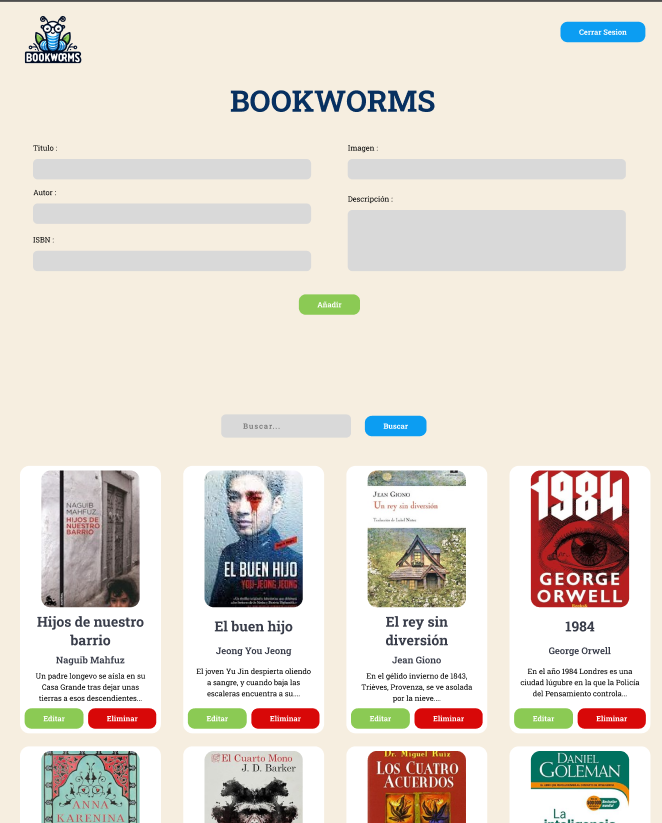 BOOKWORMS
Cerrar Sesion
BOOKWORMS
Titulo :
Imagen :
Autor :
Descripción :
ISBN :
Añadir
Buscar...
Buscar
NAGUIB
MAHFUZ
HIJOS DE
NUESTRO
BARRIO
Hijos de nuestro
barrio
Naguib Mahfuz
Un padre longevo se aísla en su
Casa Grande tras dejar unas
tierras a esos descendientes...
Editar
Eliminar
EL BUEN HIJO
YOU-JEONG JEONG
El buen hijo
Jeong You Jeong
El joven Yu Jin despierta oliendo
a sangre, y cuando baja las
escaleras encuentra a su....
Editar
Eliminar
JEAN GIONO
Un rey sin diversión
El rey sin
diversión
Jean Giono
En el gélido invierno de 1843,
Trièves, Provenza, se ve asolada
por la nieve....
Editar
Eliminar
1984
GEORGE
ORWELL
1984
George Orwell
En el año 1984 Londres es una
ciudad lúgubre en la que la Policía
del Pensamiento controla...
Editar
Eliminar
ANNA
KARENINA
El Cuarto Mono
J. D. Barker
Dr. Miguel Ruiz
LOS CUATRO
ACUERDOS
DANIEL
GOLEMAN
La
inteligencia